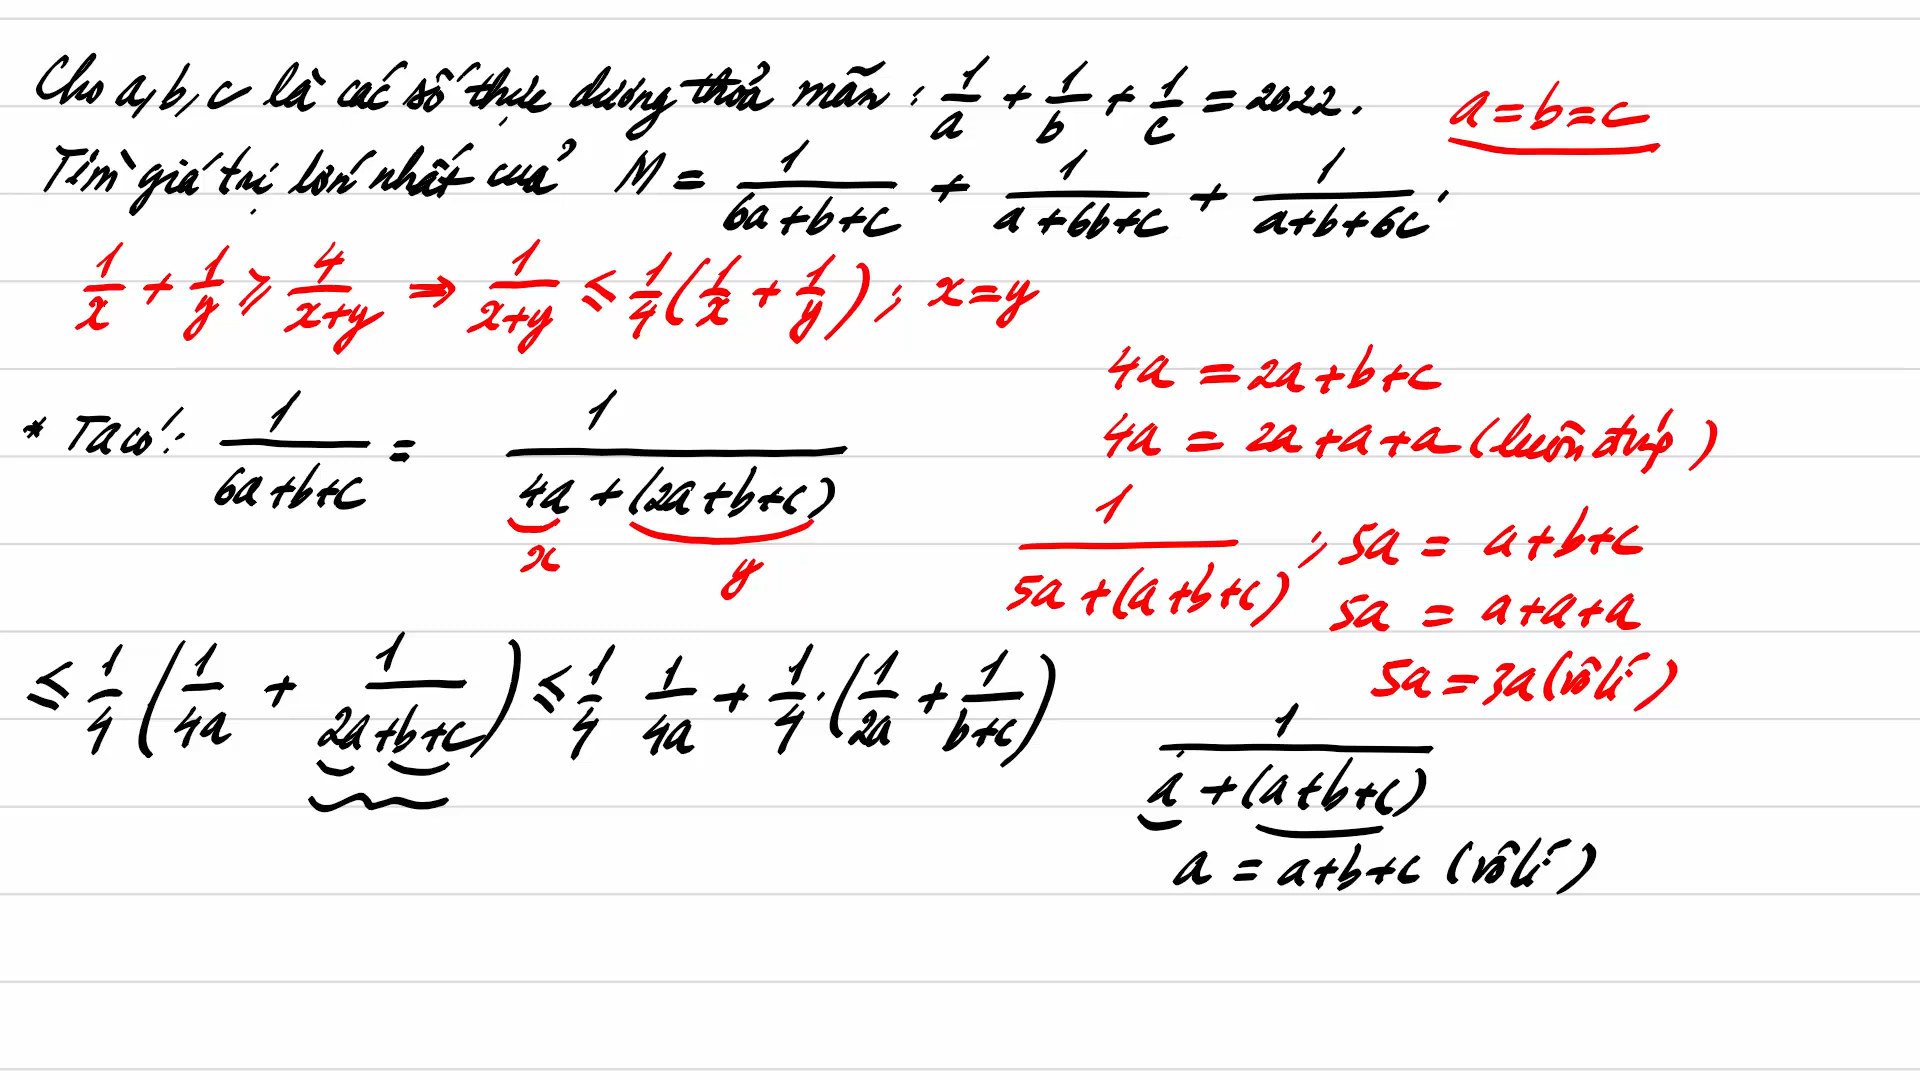 Cho a, b, c là các số thực dương thoả mãn : 1/a + 1/b + 1/c = 2022.
a = b = c
Tìm giá trị lớn nhất của M = 1/(6a+b+c) + 1/(a+6b+c) + 1/(a+b+6c).
1/x + 1/y ≥ 4/(x+y) ⇒ 1/(x+y) ≤ 1/4 (1/x + 1/y) ; x = y
4a = 2a + b + c
4a = 2a + a + a (luôn đúng)
* Ta có : 1/(6a+b+c) = 1/(4a + (2a+b+c))
x y
1/(5a + (a+b+c)) ; 5a = a+b+c
5a = a+a+a
5a = 3a (vô lí)
≤ 1/4 (1/4a + 1/(2a+b+c)) ≤ 1/4 1/4a + 1/4 . (1/2a + 1/(b+c))
1/(a + (a+b+c))
a = a+b+c (vô lí)